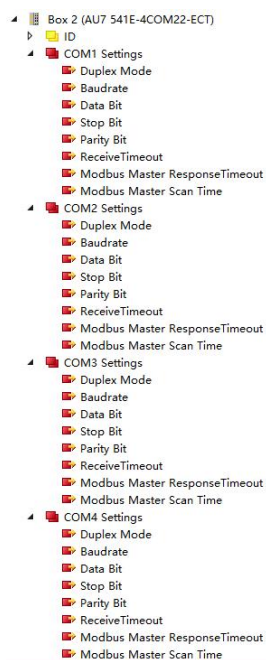 Box 2 (AU7 541E-4COM22-ECT)
ID
COM1 Settings
Duplex Mode
Baudrate
Data Bit
Stop Bit
Parity Bit
ReceiveTimeout
Modbus Master ResponseTimeout
Modbus Master Scan Time
COM2 Settings
Duplex Mode
Baudrate
Data Bit
Stop Bit
Parity Bit
ReceiveTimeout
Modbus Master ResponseTimeout
Modbus Master Scan Time
COM3 Settings
Duplex Mode
Baudrate
Data Bit
Stop Bit
Parity Bit
ReceiveTimeout
Modbus Master ResponseTimeout
Modbus Master Scan Time
COM4 Settings
Duplex Mode
Baudrate
Data Bit
Stop Bit
Parity Bit
ReceiveTimeout
Modbus Master ResponseTimeout
Modbus Master Scan Time